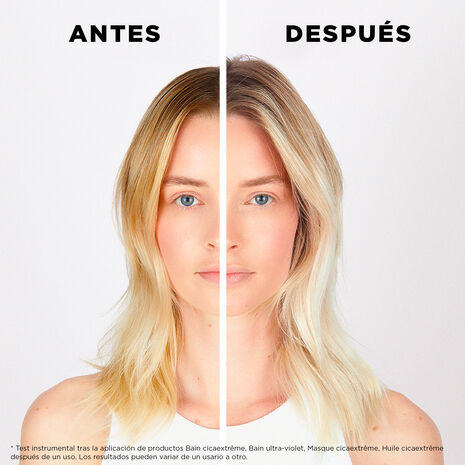 ANTES
DESPUÉS
* Test instrumental tras la aplicación de productos Bain cicaextrême, Bain ultra-violet, Masque cicaextrême, Huile cicaextrême
después de un uso. Los resultados pueden variar de un usario a otro.